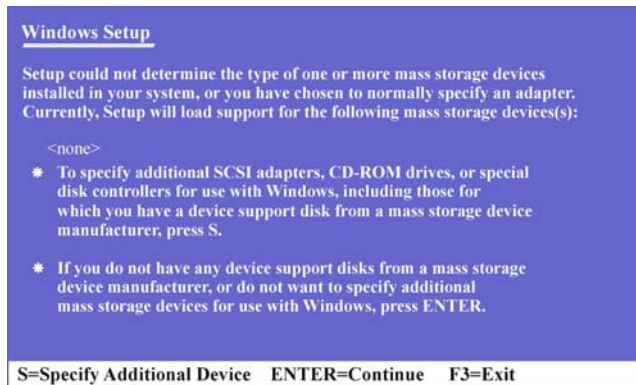 Windows Setup
Setup could not determine the type of one or more mass storage devices
installed in your system, or you have chosen to normally specify an adapter.
Currently, Setup will load support for the following mass storage devices(s):
<none>
* To specify additional SCSI adapters, CD-ROM drives, or special
disk controllers for use with Windows, including those for
which you have a device support disk from a mass storage device
manufacturer, press S.
* If you do not have any device support disks from a mass storage
device manufacturer, or do not want to specify additional
mass storage devices for use with Windows, press ENTER.
S=Specify Additional Device ENTER=Continue F3=Exit